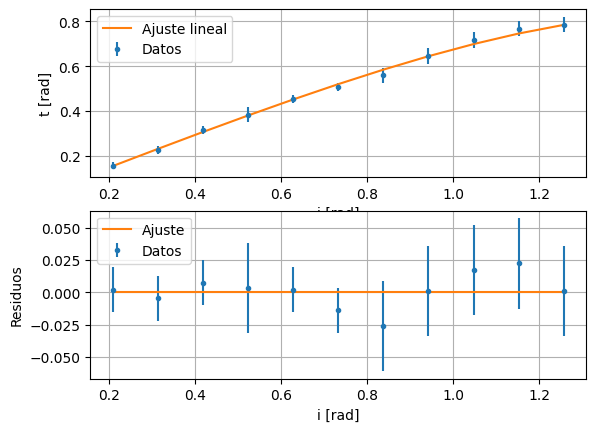 0.8
0.6
0.4
0.2
t [rad]
Ajuste lineal
Datos
0.2 0.4 0.6 0.8 1.0 1.2
i [rad]
0.050
0.025
0.000
−0.025
−0.050
Residuos
Ajuste
Datos
0.2 0.4 0.6 0.8 1.0 1.2
i [rad]